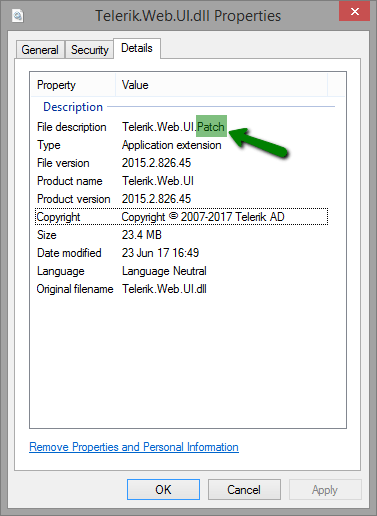 Telerik.Web.UI.dll Properties
General Security Details
Property Value
Description
File description Telerik.Web.UI.Patch
Type Application extension
File version 2015.2.826.45
Product name Telerik.Web.UI
Product version 2015.2.826.45
Copyright Copyright © 2007-2017 Telerik AD
Size 23.4 MB
Date modified 23 Jun 17 16:49
Language Language Neutral
Original filename Telerik.Web.UI.dll
Remove Properties and Personal Information
OK Cancel Apply